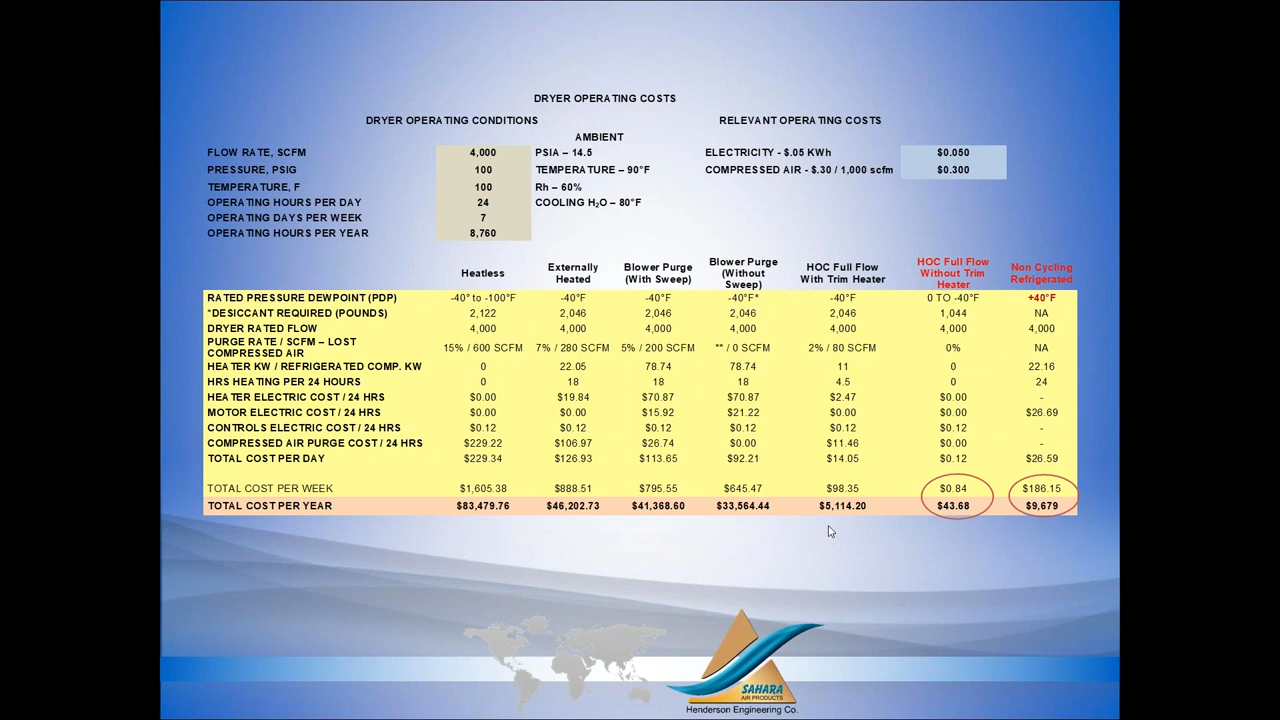 DRYER OPERATING COSTS
DRYER OPERATING CONDITIONS RELEVANT OPERATING COSTS
AMBIENT
FLOW RATE, SCFM 4,000 PSIA – 14.5 ELECTRICITY - $.05 KWh $0.050
PRESSURE, PSIG 100 TEMPERATURE – 90°F COMPRESSED AIR - $.30 / 1,000 scfm $0.300
TEMPERATURE, F 100 Rh – 60%
OPERATING HOURS PER DAY 24 COOLING H₂O – 80°F
OPERATING DAYS PER WEEK 7
OPERATING HOURS PER YEAR 8,760
Heatless Externally Heated Blower Purge (With Sweep) Blower Purge (Without Sweep) HOC Full Flow With Trim Heater HOC Full Flow Without Trim Heater Non Cycling Refrigerated
RATED PRESSURE DEWPOINT (PDP) -40° to -100°F -40°F -40°F -40°F* -40°F 0 TO -40°F +40°F
*DESICCANT REQUIRED (POUNDS) 2,122 2,046 2,046 2,046 2,046 1,044 NA
DRYER RATED FLOW 4,000 4,000 4,000 4,000 4,000 4,000 4,000
PURGE RATE / SCFM – LOST COMPRESSED AIR 15% / 600 SCFM 7% / 280 SCFM 5% / 200 SCFM ** / 0 SCFM 2% / 80 SCFM 0% NA
HEATER KW / REFRIGERATED COMP. KW 0 22.05 78.74 78.74 11 0 22.16
HRS HEATING PER 24 HOURS 0 18 18 18 4.5 0 24
HEATER ELECTRIC COST / 24 HRS $0.00 $19.84 $70.87 $70.87 $2.47 $0.00 -
MOTOR ELECTRIC COST / 24 HRS $0.00 $0.00 $15.92 $21.22 $0.00 $0.00 $26.69
CONTROLS ELECTRIC COST / 24 HRS $0.12 $0.12 $0.12 $0.12 $0.12 $0.12 -
COMPRESSED AIR PURGE COST / 24 HRS $229.22 $106.97 $26.74 $0.00 $11.46 $0.00 -
TOTAL COST PER DAY $229.34 $126.93 $113.65 $92.21 $14.05 $0.12 $26.59
TOTAL COST PER WEEK $1,605.38 $888.51 $795.55 $645.47 $98.35 $0.84 $186.15
TOTAL COST PER YEAR $83,479.76 $46,202.73 $41,368.60 $33,564.44 $5,114.20 $43.68 $9,679
SAHARA
AIR PRODUCTS
Henderson Engineering Co.